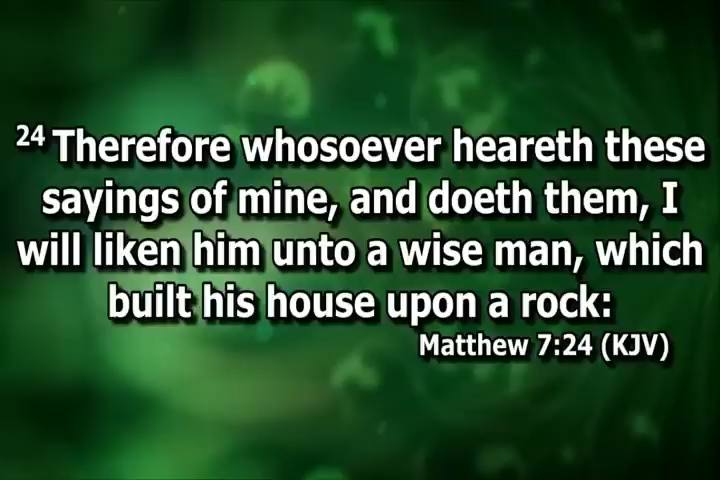 24 Therefore whosoever heareth these
sayings of mine, and doeth them, I
will liken him unto a wise man, which
built his house upon a rock:
Matthew 7:24 (KJV)